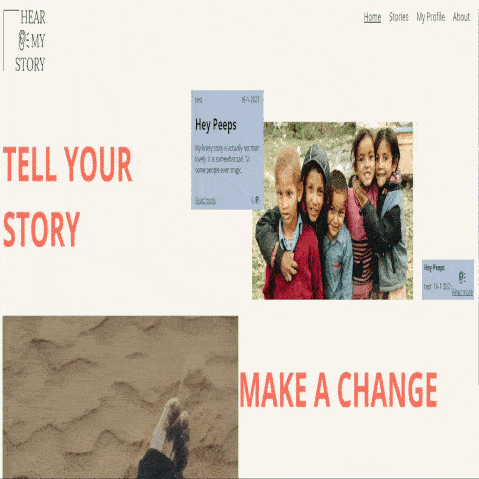 HEAR
MY
STORY
Home Stories My Profile About
test 16-1-2021
Hey Peeps
My lovely story is actually not that
lovely, it is somewhat sad. To
some people even tragic.
Read more 6
TELL YOUR
STORY
Hey Peeps
test 16-1-2021
Read more
MAKE A CHANGE